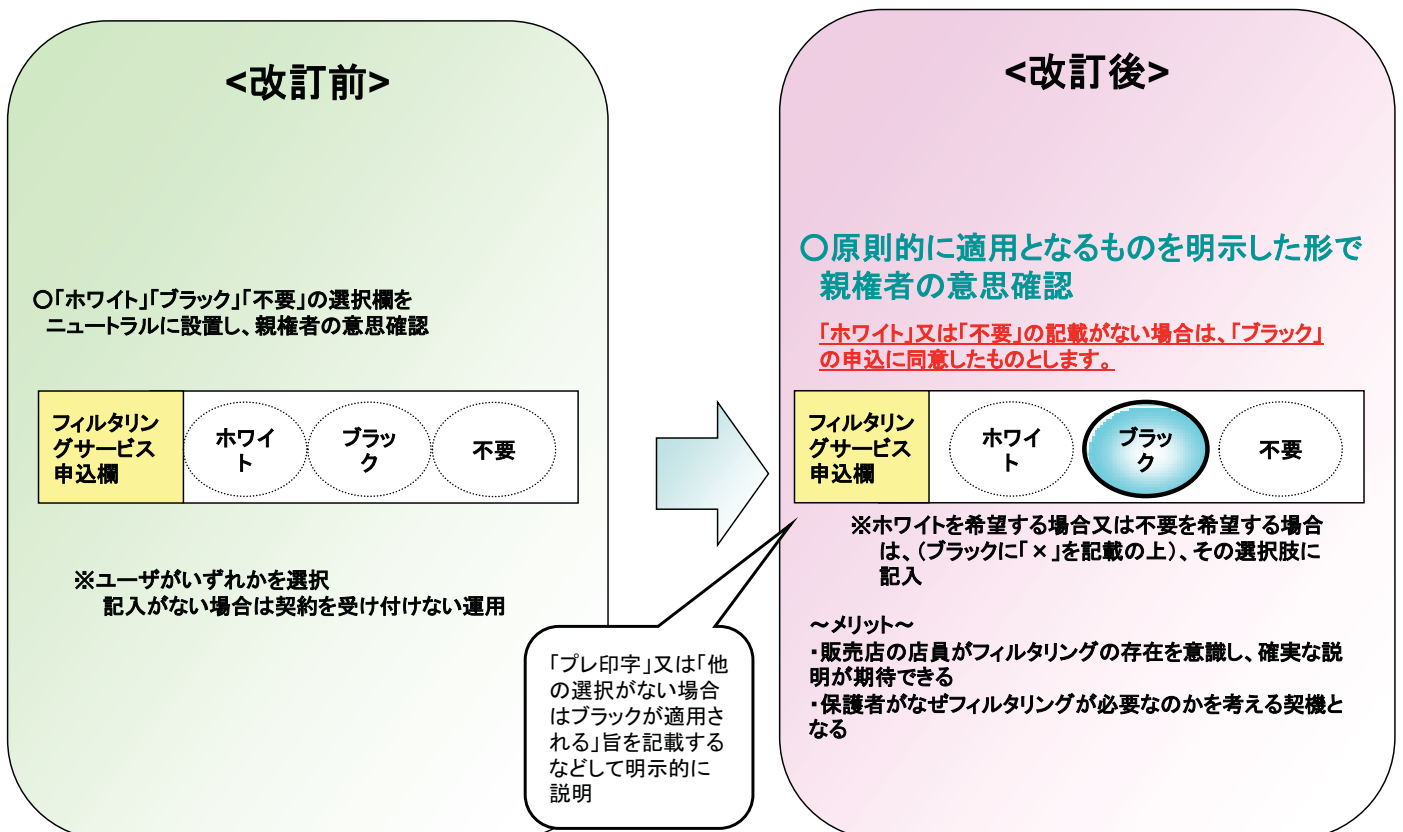 <改訂前>
○「ホワイト」「ブラック」「不要」の選択欄を
ニュートラルに設置し、親権者の意思確認
フィルタリン
グサービス
申込欄
ホワイ
ト
ブラッ
ク
不要
※ユーザがいずれかを選択
記入がない場合は契約を受け付けない運用
<改訂後>
○原則的に適用となるものを明示した形で
親権者の意思確認
「ホワイト」又は「不要」の記載がない場合は、「ブラック」
の申込に同意したものとします。
フィルタリン
グサービス
申込欄
ホワイ
ト
ブラッ
ク
不要
※ホワイトを希望する場合又は不要を希望する場合
は、(ブラックに「×」を記載の上)、その選択肢に
記入
～メリット～
・販売店の店員がフィルタリングの存在を意識し、確実な説
明が期待できる
・保護者がなぜフィルタリングが必要なのかを考える契機と
なる
「プレ印字」又は「他
の選択がない場合
はブラックが適用さ
れる」旨を記載する
などして明示的に
説明